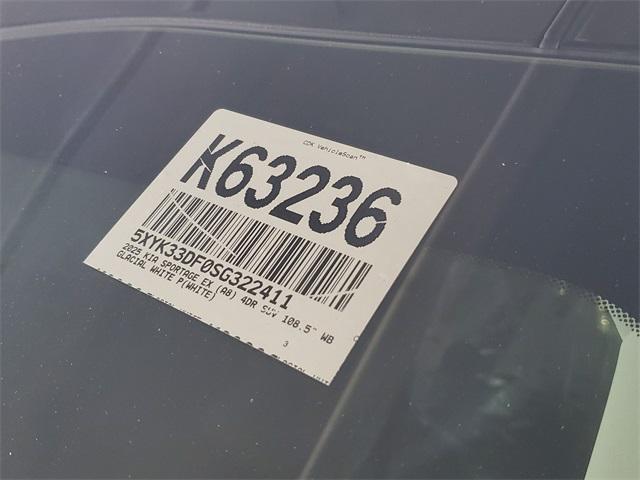 CDK VehicleScan™
K63236
5XYK33DF0SG322411
2025 KIA SPORTAGE EX (A8) 4DR SUV 108.5" WB
GLACIAL WHITE P(WHITE)
3